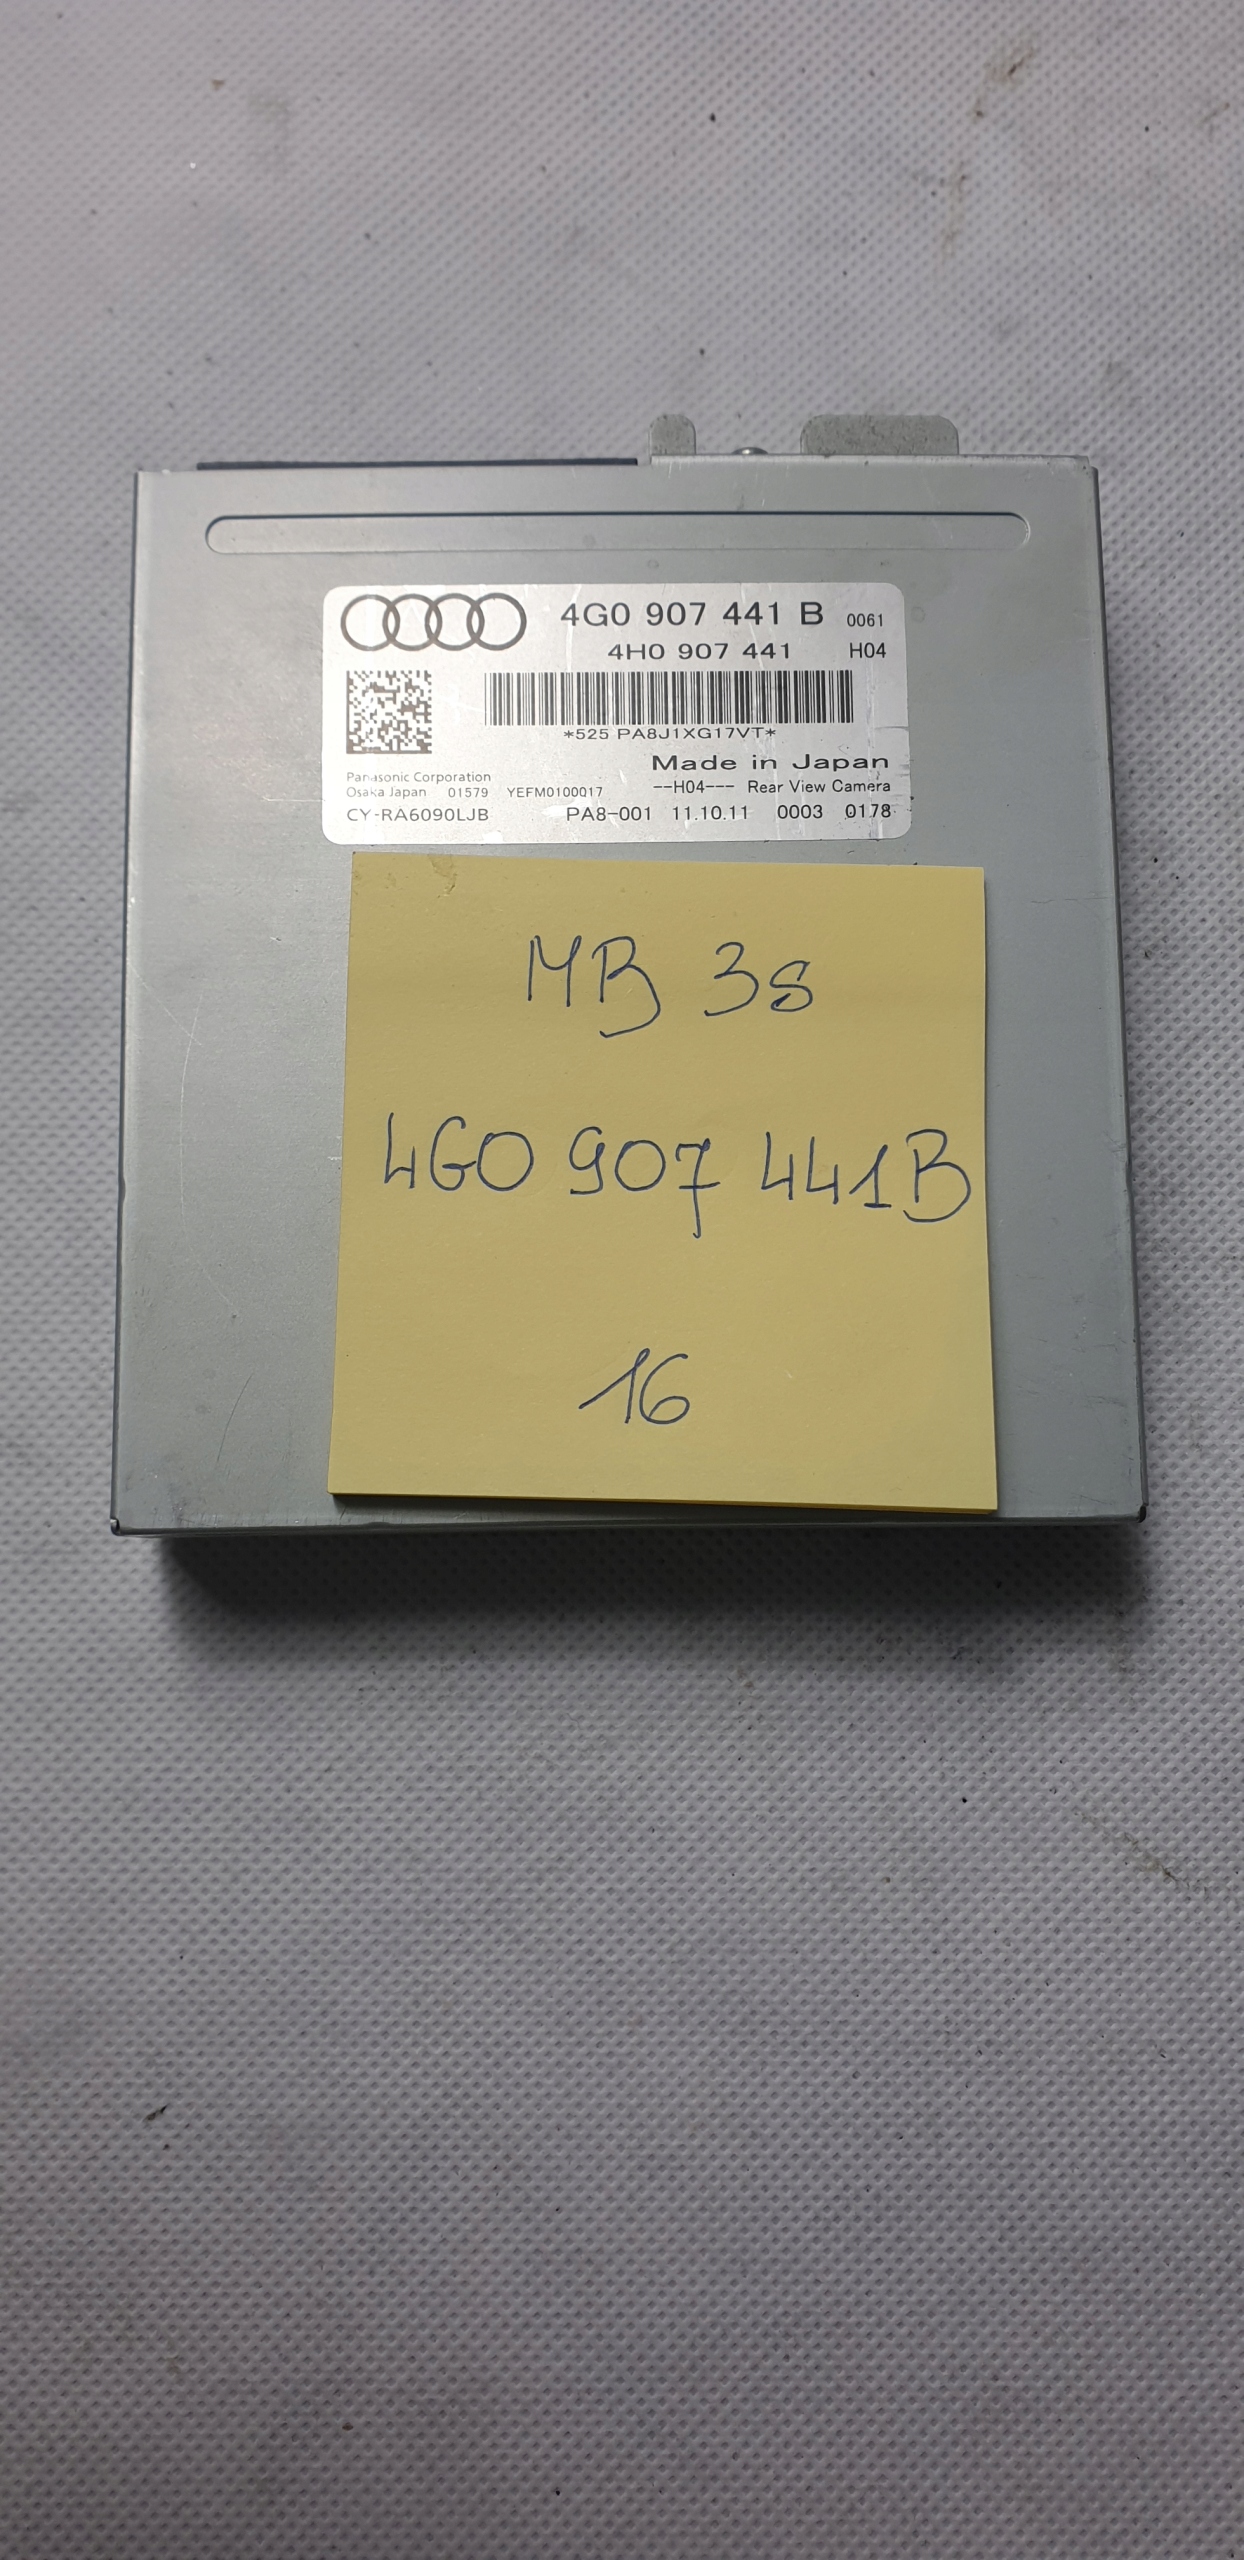 4G0 907 441 B 0061
4H0 907 441 H04
*525 PA8J1XG17VT*
Made in Japan
Panasonic Corporation
Osaka Japan 01579 YEFM0100017 --H04--- Rear View Camera
CY-RA6090LJB PA8-001 11.10.11 0003 0178
MB 38
4G0 907 441B
16